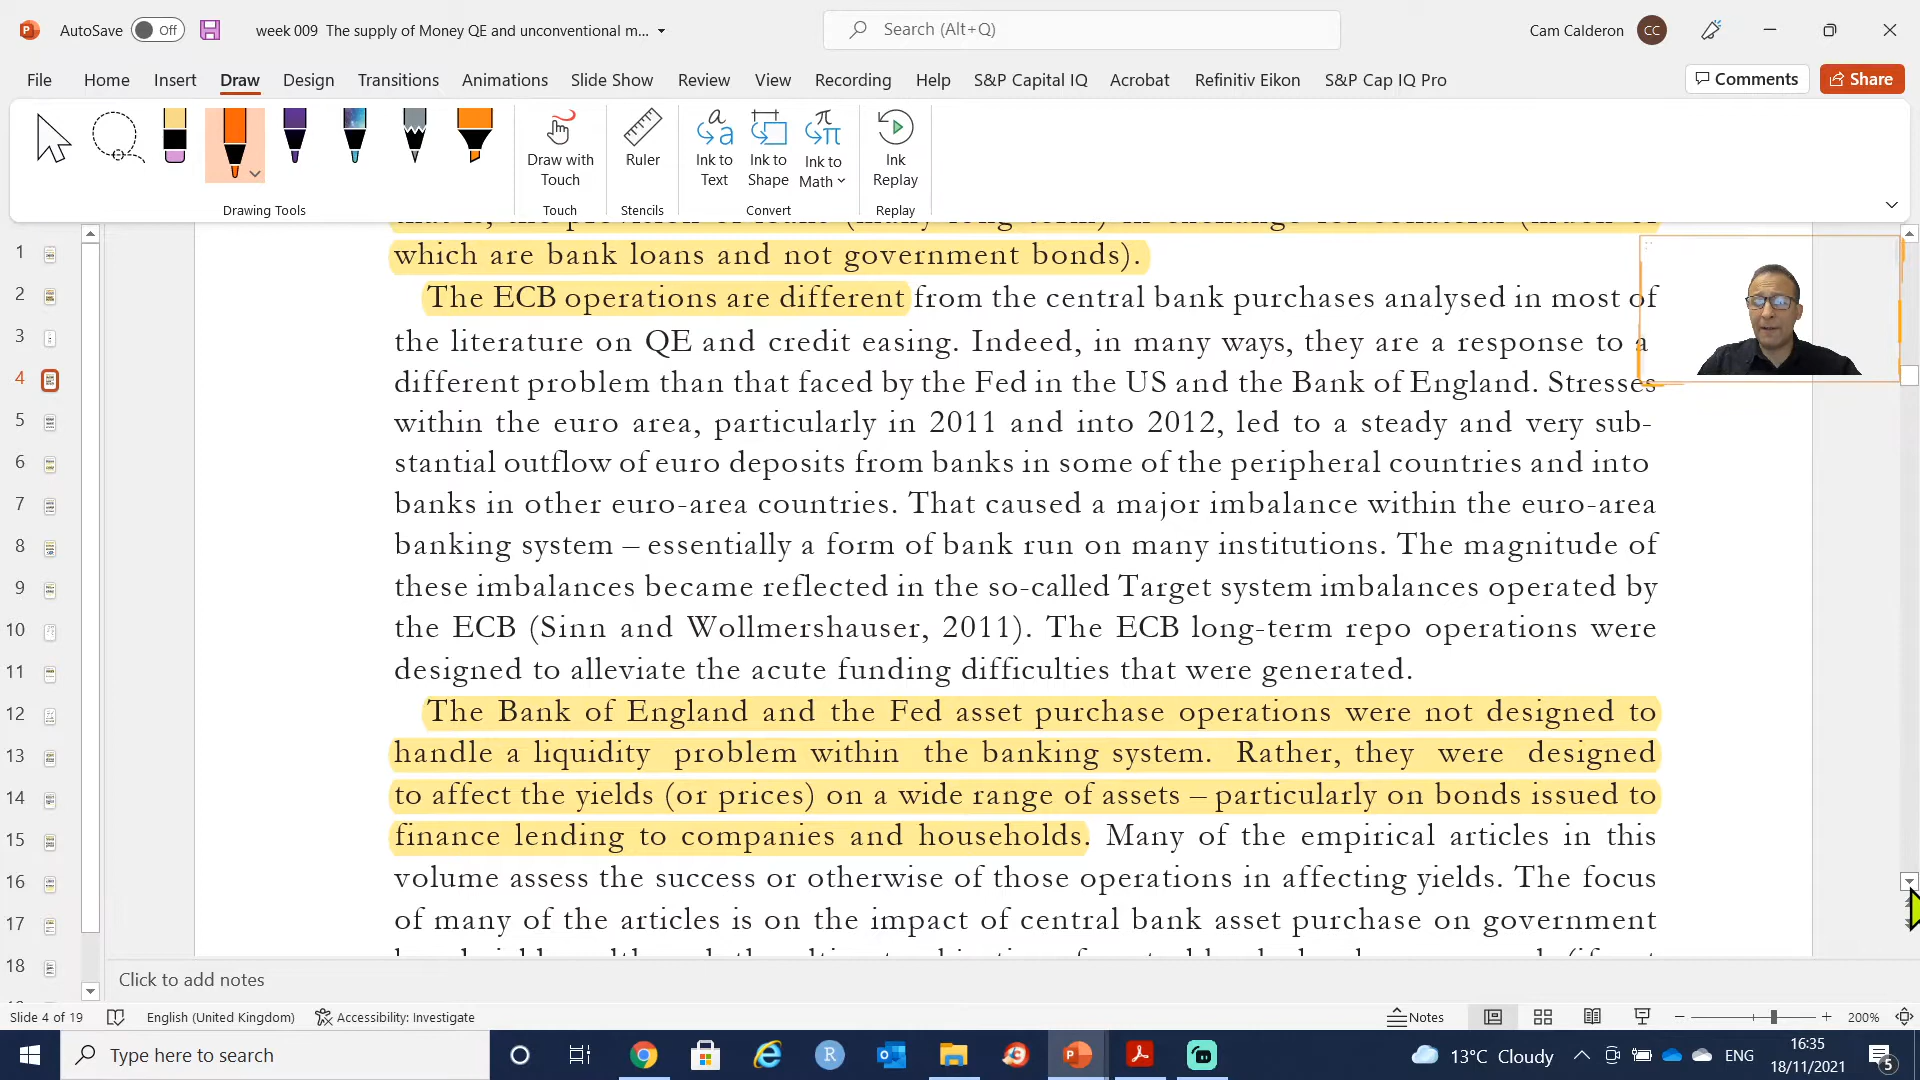 AutoSave Off week 009 The supply of Money QE and unconventional m... Search (Alt+Q) Cam Calderon CC
File Home Insert Draw Design Transitions Animations Slide Show Review View Recording Help S&P Capital IQ Acrobat Refinitiv Eikon S&P Cap IQ Pro Comments Share
Draw with Touch
Ruler
Ink to Text
Ink to Shape
Ink to Math
Ink Replay
Drawing Tools Touch Stencils Convert Replay
1
2
3
4
5
6
7
8
9
10
11
12
13
14
15
16
17
18
which are bank loans and not government bonds).
The ECB operations are different from the central bank purchases analysed in most of
the literature on QE and credit easing. Indeed, in many ways, they are a response to a
different problem than that faced by the Fed in the US and the Bank of England. Stresses
within the euro area, particularly in 2011 and into 2012, led to a steady and very sub-
stantial outflow of euro deposits from banks in some of the peripheral countries and into
banks in other euro-area countries. That caused a major imbalance within the euro-area
banking system – essentially a form of bank run on many institutions. The magnitude of
these imbalances became reflected in the so-called Target system imbalances operated by
the ECB (Sinn and Wollmershauser, 2011). The ECB long-term repo operations were
designed to alleviate the acute funding difficulties that were generated.
The Bank of England and the Fed asset purchase operations were not designed to
handle a liquidity problem within the banking system. Rather, they were designed
to affect the yields (or prices) on a wide range of assets – particularly on bonds issued to
finance lending to companies and households. Many of the empirical articles in this
volume assess the success or otherwise of those operations in affecting yields. The focus
of many of the articles is on the impact of central bank asset purchase on government
Click to add notes
Slide 4 of 19 English (United Kingdom) Accessibility: Investigate Notes 200%
Type here to search 13°C Cloudy ENG 16:35
18/11/2021 5